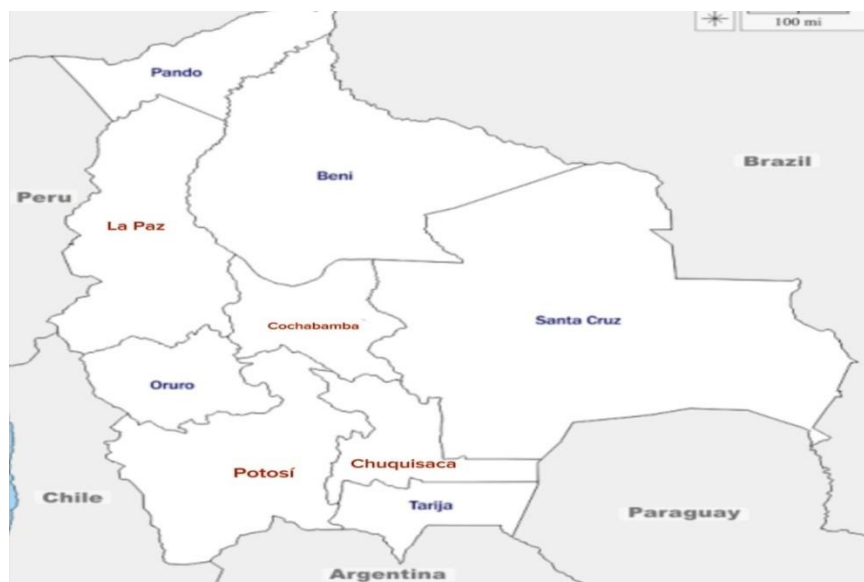 100 mi
Pando
Brazil
Beni
Peru
La Paz
Santa Cruz
Cochabamba
Oruro
Chuquisaca
Potosí
Chile
Tarija
Paraguay
Argentina